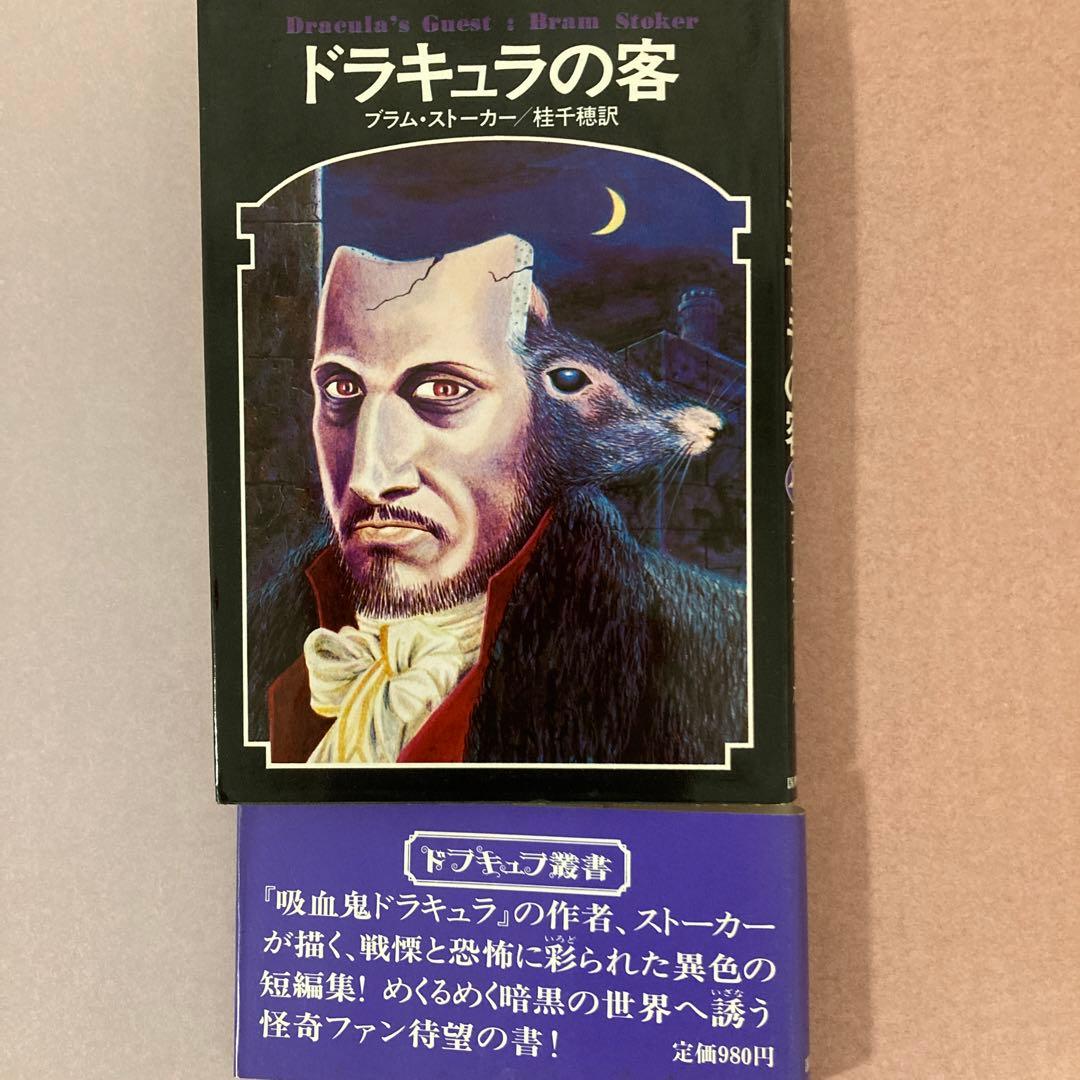 Dracula's Guest : Bram Stoker
ドラキュラの客
ブラム・ストーカー／桂千穂訳
ドラキュラ叢書
『吸血鬼ドラキュラ』の作者、ストーカー
が描く、戦慄と恐怖に彩られた異色の
短編集！めくるめく暗黒の世界へ誘う
怪奇ファン待望の書！
定価980円